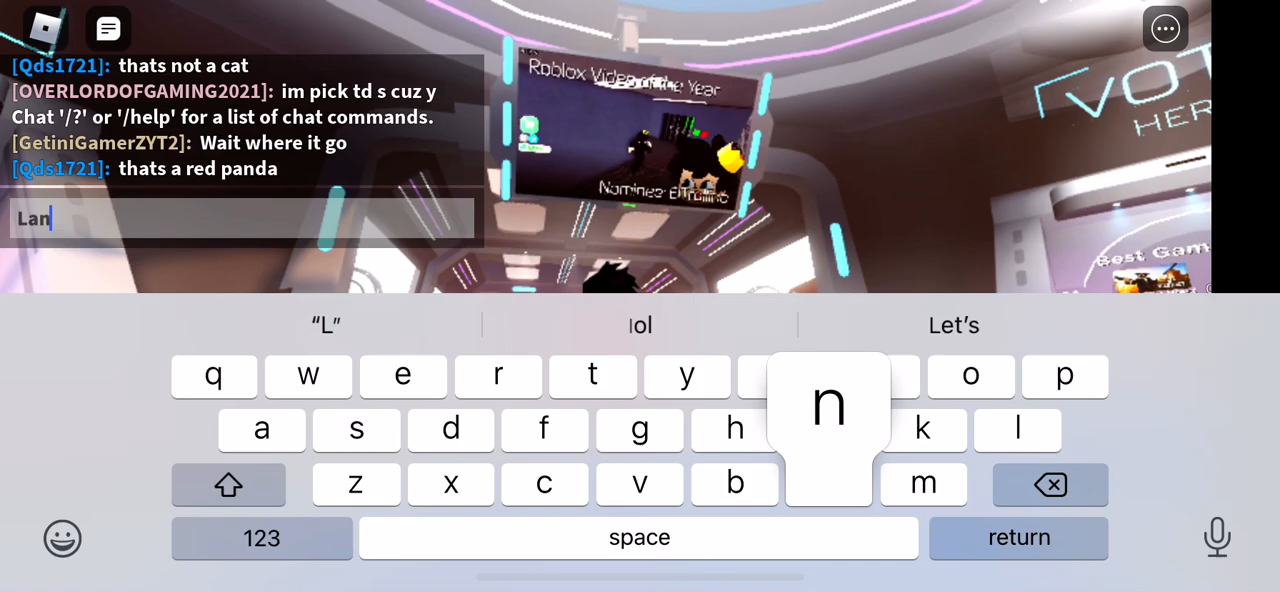 [Qds1721]: thats not a cat
[OVERLORDOFGAMING2021]: im pick td s cuz y
Chat '/?' or '/help' for a list of chat commands.
[GetiniGamerZYT2]: Wait where it go
[Qds1721]: thats a red panda
Lan
Roblox Video of the Year
Nominee:
VOT
HER
Best Gam
“L” lol Let’s
q w e r t y o p
a s d f g h k l
n
z x c v b m
123 space return